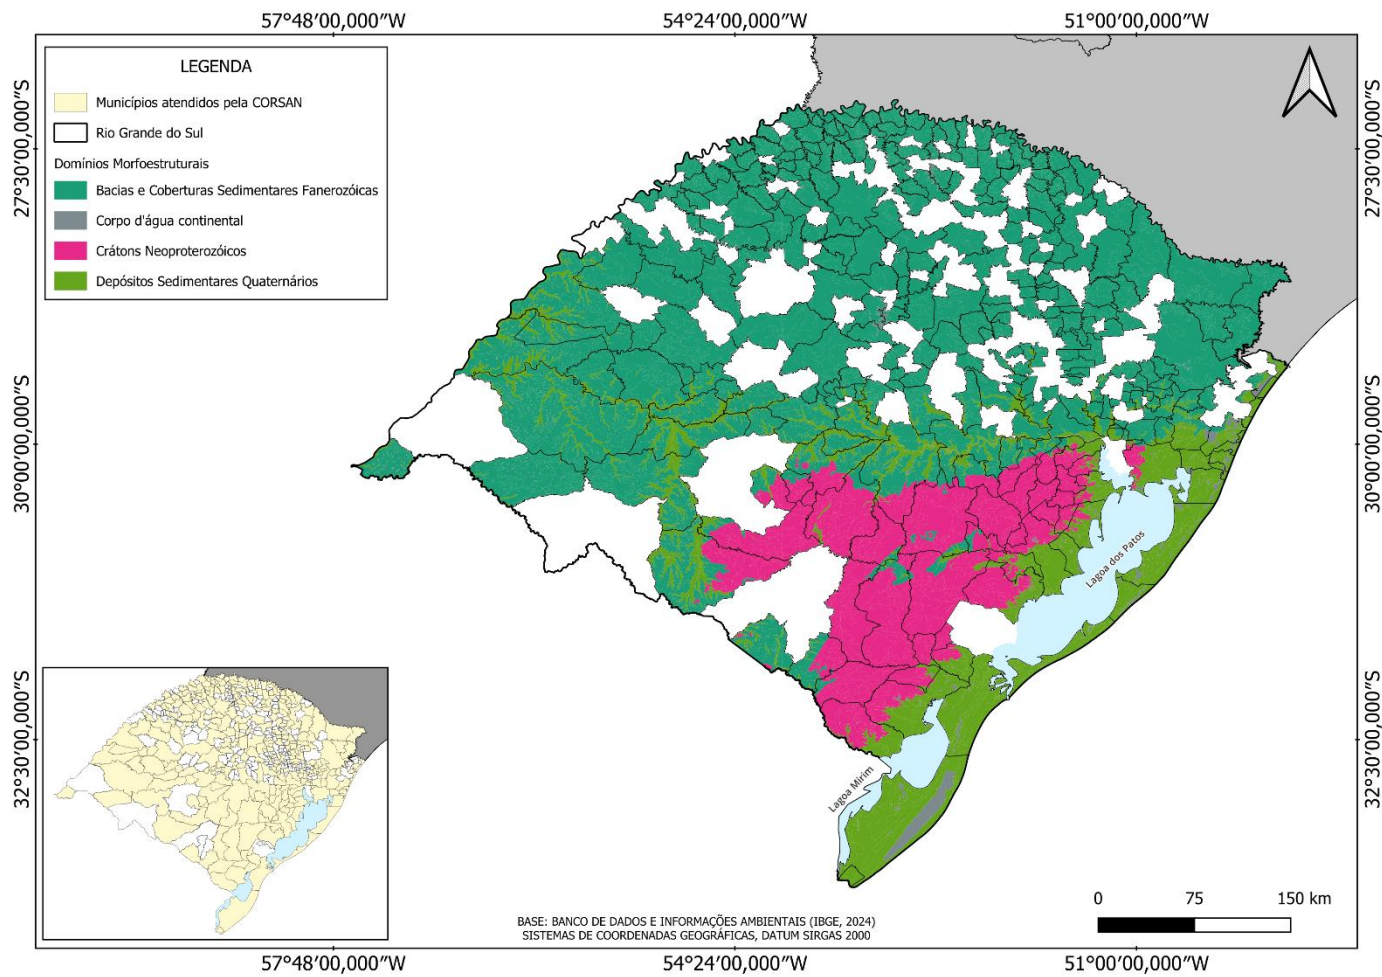 57°48'00,000"W
54°24'00,000"W
51°00'00,000"W
LEGENDA
Municípios atendidos pela CORSAN
Rio Grande do Sul
Domínios Morfoestruturais
Bacias e Coberturas Sedimentares Fanerozóicas
Corpo d'água continental
Crátons Neoproterozóicos
Depósitos Sedimentares Quaternários
27°30'00,000"S
27°30'00,000"S
30°00'00,000"S
30°00'00,000"S
Lagoa dos Patos
32°30'00,000"S
32°30'00,000"S
Lagoa Mirim
0 75 150 km
BASE: BANCO DE DADOS E INFORMAÇÕES AMBIENTAIS (IBGE, 2024)
SISTEMAS DE COORDENADAS GEOGRÁFICAS, DATUM SIRGAS 2000
57°48'00,000"W
54°24'00,000"W
51°00'00,000"W